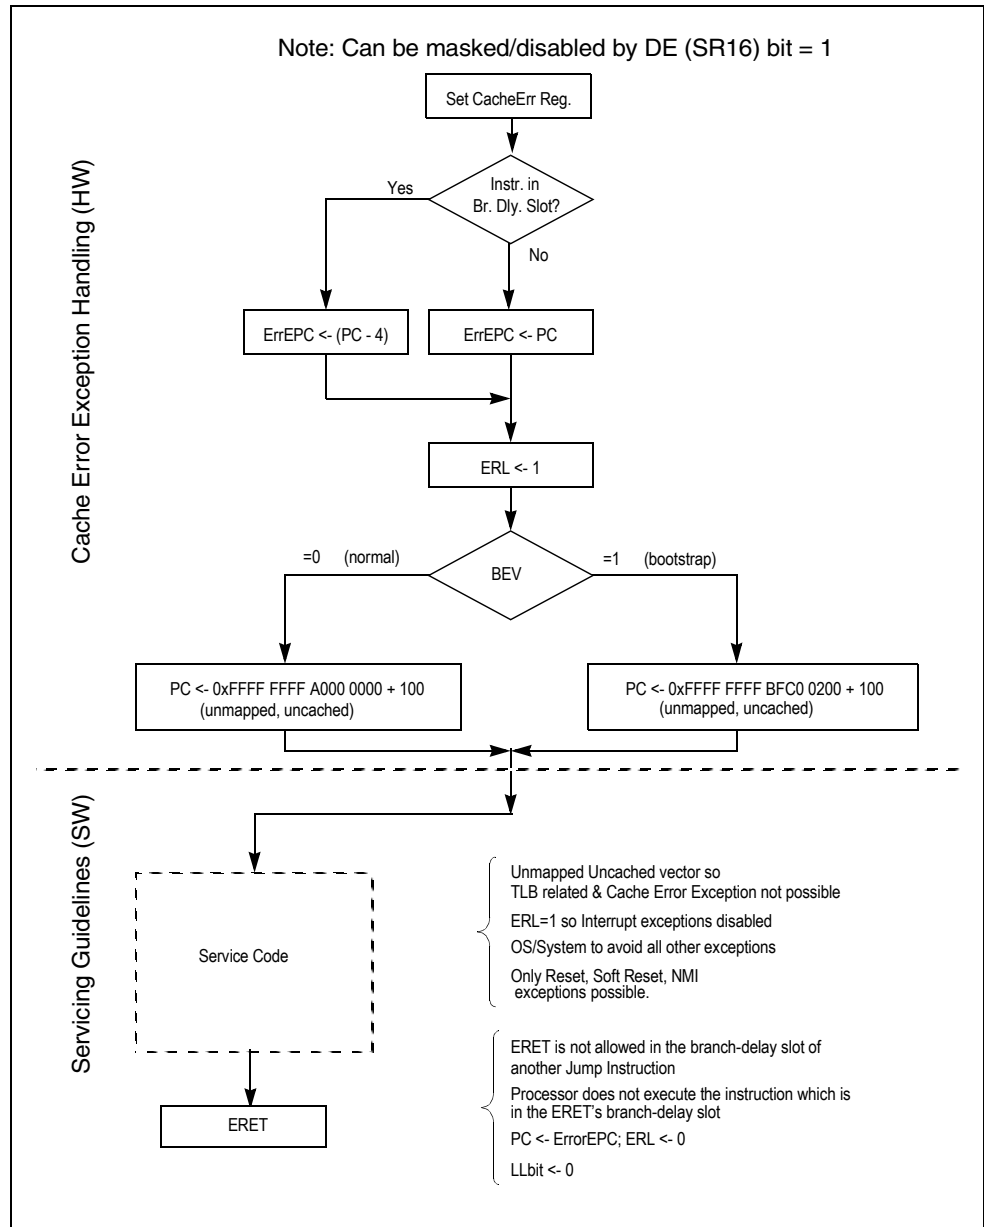 Note: Can be masked/disabled by DE (SR16) bit = 1
Cache Error Exception Handling (HW)
Set CacheErr Reg.
Instr. in
Br. Dly. Slot?
Yes
No
ErrEPC <- (PC - 4)
ErrEPC <- PC
ERL <- 1
=0 (normal)
BEV
=1 (bootstrap)
PC <- 0xFFFF FFFF A000 0000 + 100
(unmapped, uncached)
PC <- 0xFFFF FFFF BFC0 0200 + 100
(unmapped, uncached)
Servicing Guidelines (SW)
Service Code
Unmapped Uncached vector so
TLB related & Cache Error Exception not possible
ERL=1 so Interrupt exceptions disabled
OS/System to avoid all other exceptions
Only Reset, Soft Reset, NMI
exceptions possible.
ERET
ERET is not allowed in the branch-delay slot of
another Jump Instruction
Processor does not execute the instruction which is
in the ERET's branch-delay slot
PC <- ErrorEPC; ERL <- 0
LLbit <- 0